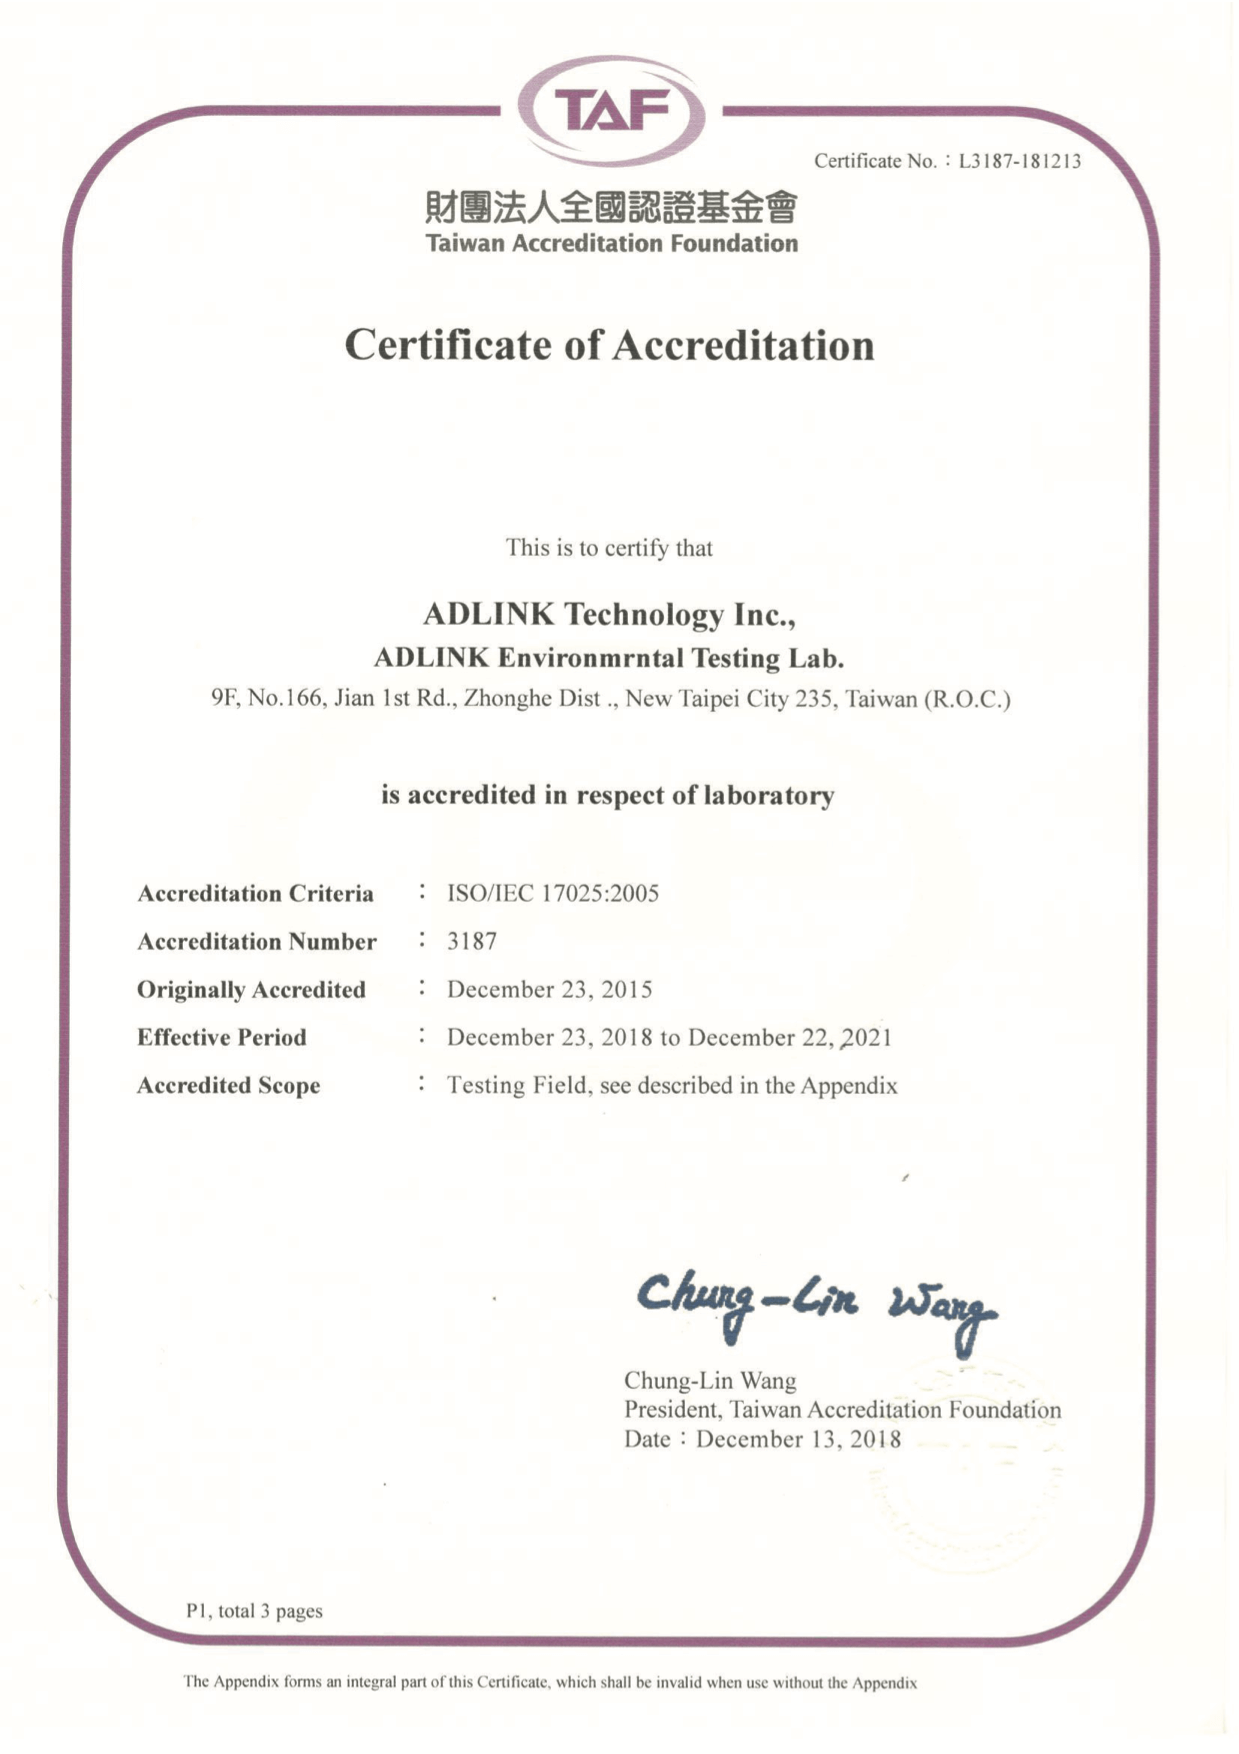 TAF
Certificate No.：L3187-181213
財團法人全國認證基金會
Taiwan Accreditation Foundation
Certificate of Accreditation
This is to certify that
ADLINK Technology Inc.,
ADLINK Environmrntal Testing Lab.
9F, No.166, Jian 1st Rd., Zhonghe Dist ., New Taipei City 235, Taiwan (R.O.C.)
is accredited in respect of laboratory
Accreditation Criteria ： ISO/IEC 17025:2005
Accreditation Number ： 3187
Originally Accredited ： December 23, 2015
Effective Period ： December 23, 2018 to December 22, 2021
Accredited Scope ： Testing Field, see described in the Appendix
Chung-Lin Wang
Chung-Lin Wang
President, Taiwan Accreditation Foundation
Date：December 13, 2018
P1, total 3 pages
The Appendix forms an integral part of this Certificate, which shall be invalid when use without the Appendix